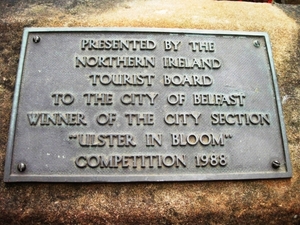 PRESENTED BY THE
NORTHERN IRELAND
TOURIST BOARD
TO THE CITY OF BELFAST
WINNER OF THE CITY SECTION
"ULSTER IN BLOOM"
COMPETITION 1988